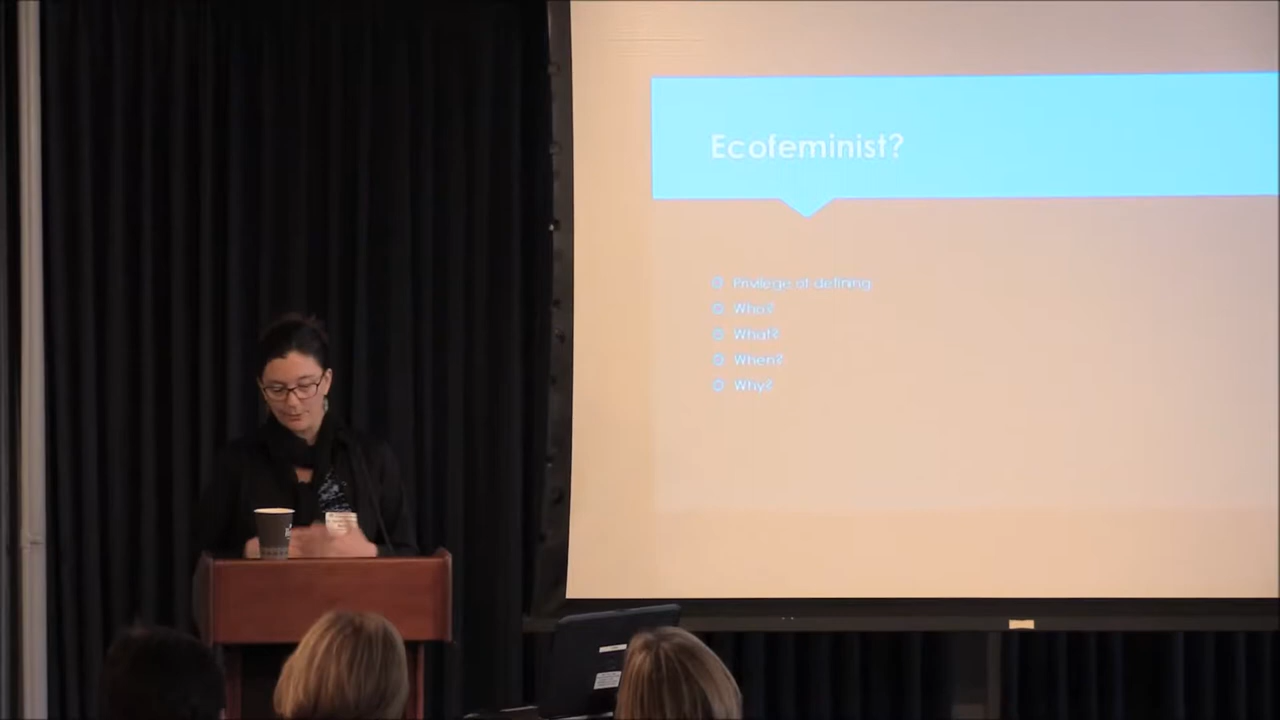 Ecofeminist?
Privilege of defining
Who?
What?
When?
Why?